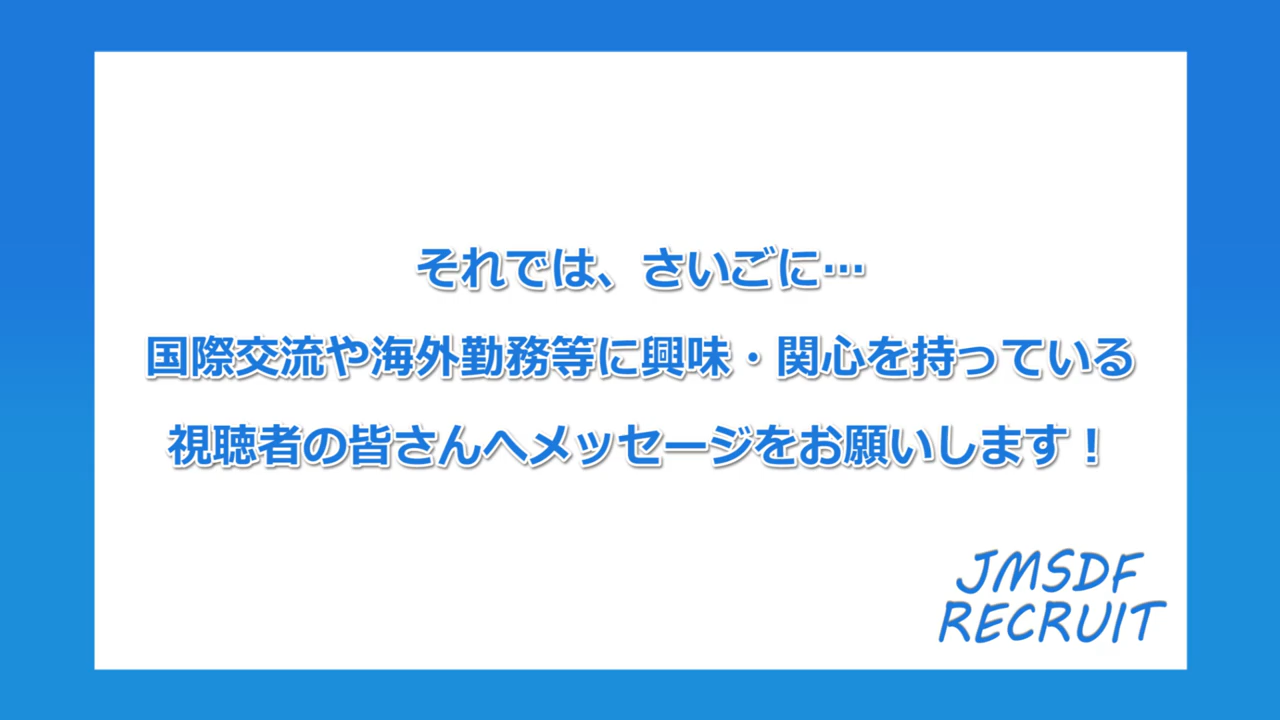 それでは、さいごに…
国際交流や海外勤務等に興味・関心を持っている
視聴者の皆さんへメッセージをお願いします！
JMSDF
RECRUIT